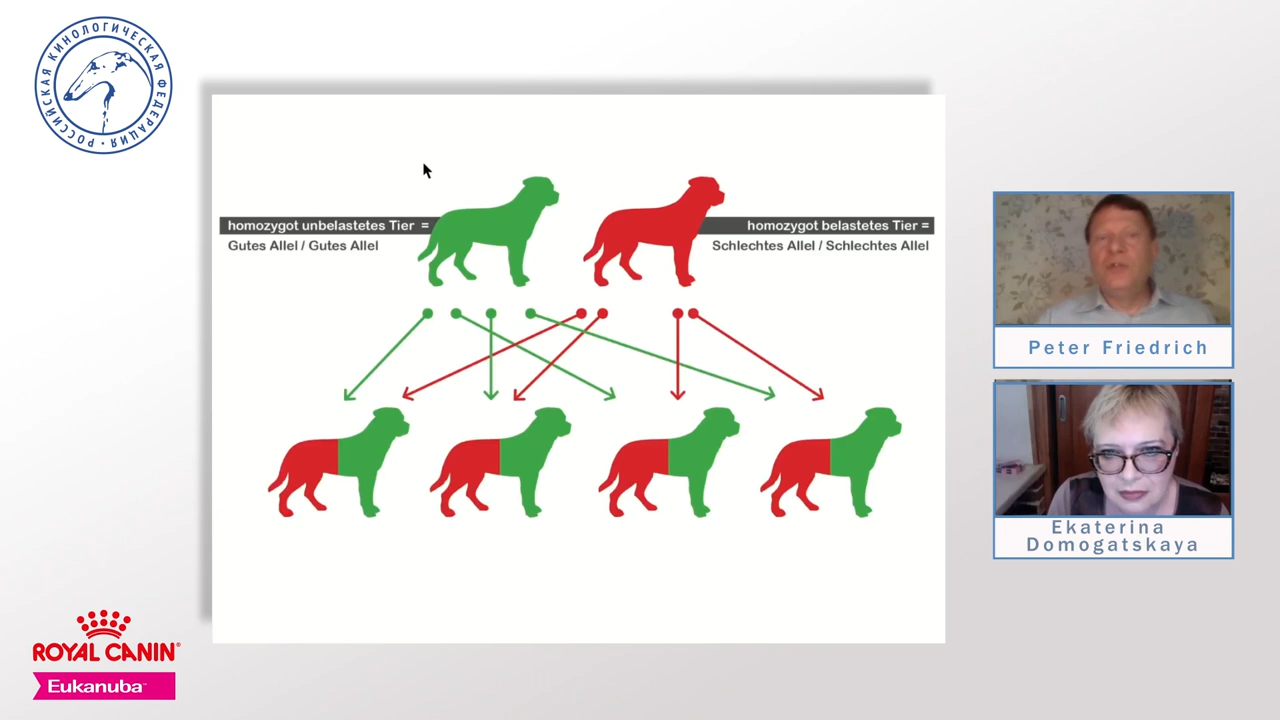 РОССИЙСКАЯ КИНОЛОГИЧЕСКАЯ ФЕДЕРАЦИЯ
homozygot unbelastetes Tier =
Gutes Allel / Gutes Allel
homozygot belastetes Tier =
Schlechtes Allel / Schlechtes Allel
Peter Friedrich
Ekaterina
Domogatskaya
ROYAL CANIN®
Eukanuba™